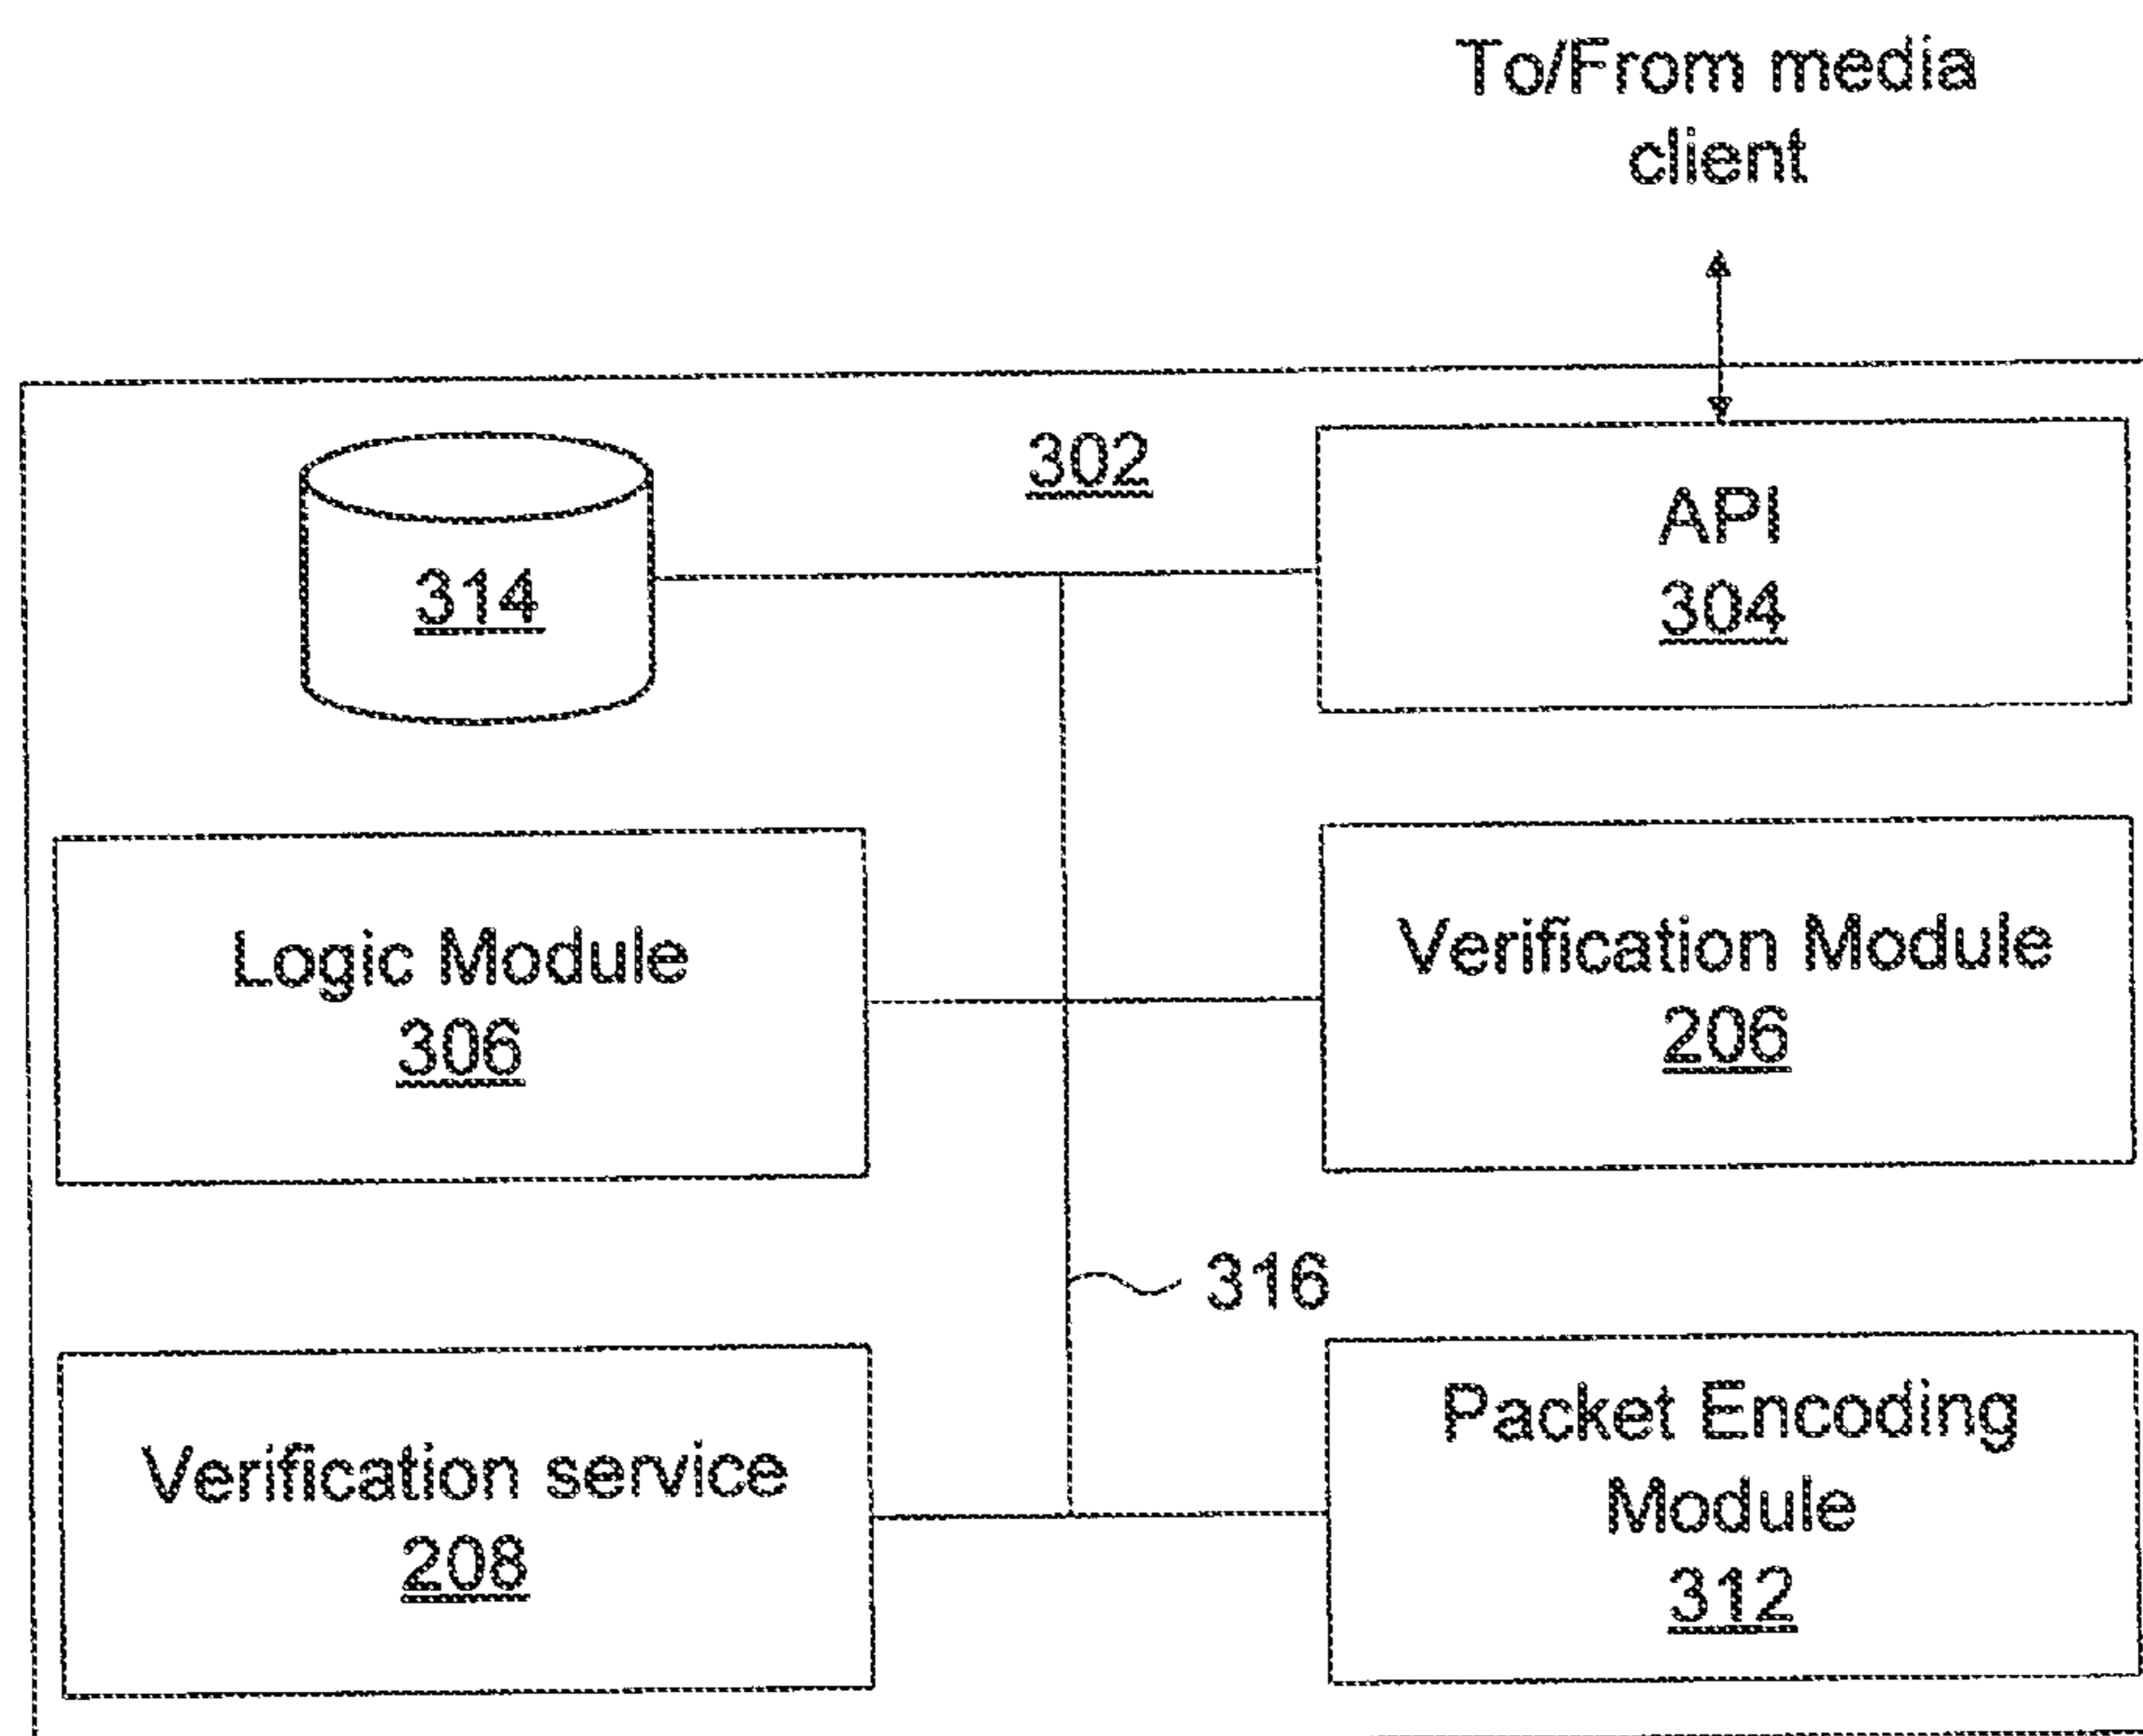 To/From media
client
302
314
API
304
Logic Module
306
Verification Module
206
316
Verification service
208
Packet Encoding
Module
312